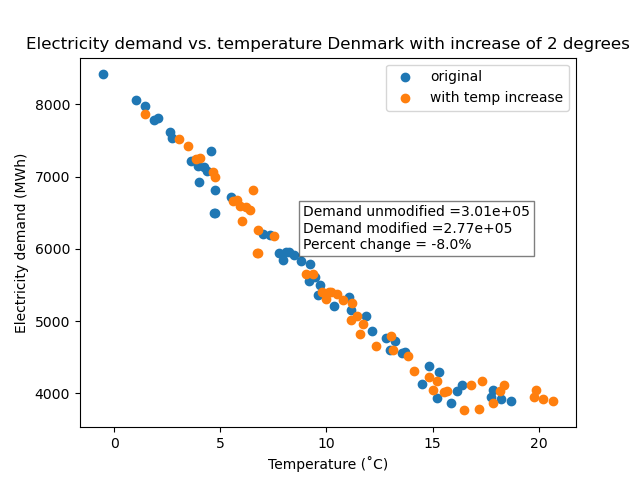 Electricity demand vs. temperature Denmark with increase of 2 degrees
original
with temp increase
Demand unmodified =3.01e+05
Demand modified =2.77e+05
Percent change = -8.0%
Electricity demand (MWh)
8000
7000
6000
5000
4000
0 5 10 15 20
Temperature (˚C)